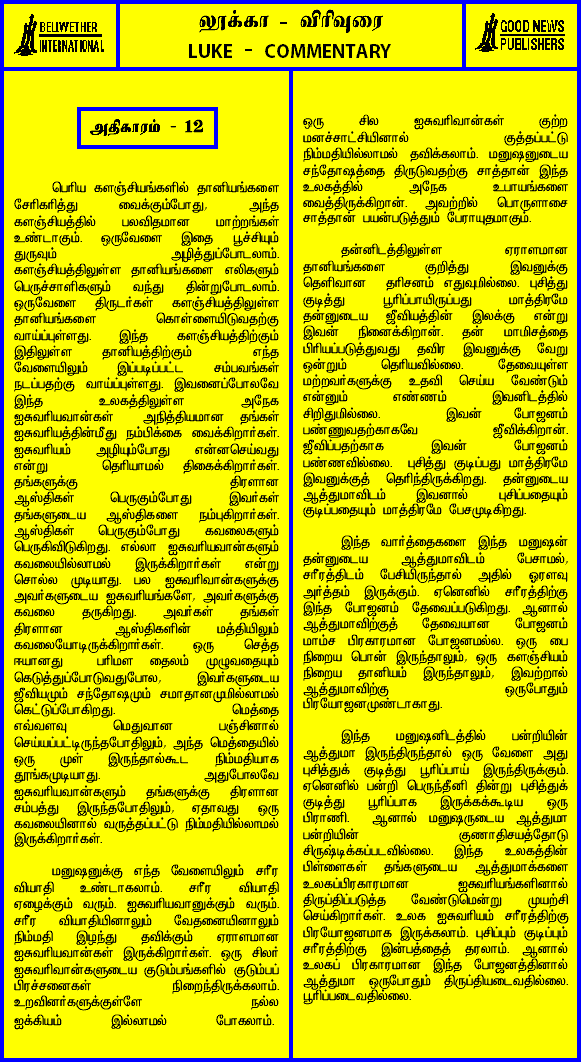 BELLWETHER
INTERNATIONAL
லூக்கா - விரிவுரை
LUKE - COMMENTARY
GOOD NEWS
PUBLISHERS
அதிகாரம் - 12
பெரிய களஞ்சியங்களில் தானியங்களை
சேரிகரித்து வைக்கும்போது, அந்த
களஞ்சியத்தில் பலவிதமான மாற்றங்கள்
உண்டாகும். ஒருவேளை இதை பூச்சியும்
துருவும் அழித்துப்போடலாம்.
களஞ்சியத்திலுள்ள தானியங்களை எலிகளும்
பெருச்சாளிகளும் வந்து தின்றுபோடலாம்.
ஒருவேளை திருடர்கள் களஞ்சியத்திலுள்ள
தானியங்களை கொள்ளையிடுவதற்கு
வாய்ப்புள்ளது. இந்த களஞ்சியத்திற்கும்
இதிலுள்ள தானியத்திற்கும் எந்த
வேளையிலும் இப்படிப்பட்ட சம்பவங்கள்
நடப்பதற்கு வாய்ப்புள்ளது. இவனைப்போலவே
இந்த உலகத்திலுள்ள அநேக
ஐசுவரியவான்கள் அநித்தியமான தங்கள்
ஐசுவரியத்தின்மீது நம்பிக்கை வைக்கிறார்கள்.
ஐசுவரியம் அழியும்போது என்னசெய்வது
என்று தெரியாமல் திகைக்கிறார்கள்.
தங்களுக்கு திரளான
ஆஸ்திகள் பெருகும்போது இவர்கள்
தங்களுடைய ஆஸ்திகளை நம்புகிறார்கள்.
ஆஸ்திகள் பெருகும்போது கவலைகளும்
பெருகிவிடுகிறது. எல்லா ஐசுவரியவான்களும்
கவலையில்லாமல் இருக்கிறார்கள் என்று
சொல்ல முடியாது. பல ஐசுவரிவான்களுக்கு
அவர்களுடைய ஐசுவரியங்களே, அவர்களுக்கு
கவலை தருகிறது. அவர்கள் தங்கள்
திரளான ஆஸ்திகளின் மத்தியிலும்
கவலையோடிருக்கிறார்கள். ஒரு செத்த
ஈயானது பரிமள தைலம் முழுவதையும்
கெடுத்துப்போடுவதுபோல, இவர்களுடைய
ஜீவியமும் சந்தோஷமும் சமாதானமுமில்லாமல்
கெட்டுப்போகிறது. மெத்தை
எவ்வளவு மெதுவான பஞ்சினால்
செய்யப்பட்டிருந்தபோதிலும், அந்த மெத்தையில்
ஒரு முள் இருந்தால்கூட நிம்மதியாக
தூங்கமுடியாது. அதுபோலவே
ஐசுவரியவான்களும் தங்களுக்கு திரளான
சம்பத்து இருந்தபோதிலும், ஏதாவது ஒரு
கவலையினால் வருத்தப்பட்டு நிம்மதியில்லாமல்
இருக்கிறார்கள்.
மனுஷனுக்கு எந்த வேளையிலும் சரீர
வியாதி உண்டாகலாம். சரீர வியாதி
ஏழைக்கும் வரும். ஐசுவரியவானுக்கும் வரும்.
சரீர வியாதியினாலும் வேதனையினாலும்
நிம்மதி இழந்து தவிக்கும் ஏராளமான
ஐசுவரியவான்கள் இருக்கிறார்கள். ஒரு சிலர்
ஐசுவரிவான்களுடைய குடும்பங்களில் குடும்பப்
பிரச்சனைகள் நிறைந்திருக்கலாம்.
உறவினர்களுக்குள்ளே நல்ல
ஐக்கியம் இல்லாமல் போகலாம்.
ஒரு சில ஐசுவரிவான்கள் குற்ற
மனச்சாட்சியினால் குத்தப்பட்டு
நிம்மதியில்லாமல் தவிக்கலாம். மனுஷனுடைய
சந்தோஷத்தை திருடுவதற்கு சாத்தான் இந்த
உலகத்தில் அநேக உபாயங்களை
வைத்திருக்கிறான். அவற்றில் பொருளாசை
சாத்தான் பயன்படுத்தும் பேராயுதமாகும்.
தன்னிடத்திலுள்ள ஏராளமான
தானியங்களை குறித்து இவனுக்கு
தெளிவான தரிசனம் எதுவுமில்லை. புசித்து
குடித்து பூரிப்பாயிருப்பது மாத்திரமே
தன்னுடைய ஜீவியத்தின் இலக்கு என்று
இவன் நினைக்கிறான். தன் மாமிசத்தை
பிரியப்படுத்துவது தவிர இவனுக்கு வேறு
ஒன்றும் தெரியவில்லை. தேவையுள்ள
மற்றவர்களுக்கு உதவி செய்ய வேண்டும்
என்னும் எண்ணம் இவனிடத்தில்
சிறிதுமில்லை. இவன் போஜனம்
பண்ணுவதற்காகவே ஜீவிக்கிறான்.
ஜீவிப்பதற்காக இவன் போஜனம்
பண்ணவில்லை. புசித்து குடிப்பது மாத்திரமே
இவனுக்குத் தெரிந்திருக்கிறது. தன்னுடைய
ஆத்துமாவிடம் இவனால் புசிப்பதையும்
குடிப்பதையும் மாத்திரமே பேசமுடிகிறது.
இந்த வார்த்தைகளை இந்த மனுஷன்
தன்னுடைய ஆத்துமாவிடம் பேசாமல்,
சரீரத்திடம் பேசியிருந்தால் அதில் ஓரளவு
அர்த்தம் இருக்கும். ஏனெனில் சரீரத்திற்கு
இந்த போஜனம் தேவைப்படுகிறது. ஆனால்
ஆத்துமாவிற்குத் தேவையான போஜனம்
மாம்ச பிரகாரமான போஜனமல்ல. ஒரு பை
நிறைய பொன் இருந்தாலும், ஒரு களஞ்சியம்
நிறைய தானியம் இருந்தாலும், இவற்றால்
ஆத்துமாவிற்கு ஒருபோதும்
பிரயோஜனமுண்டாகாது.
இந்த மனுஷனிடத்தில் பன்றியின்
ஆத்துமா இருந்திருந்தால் ஒரு வேளை அது
புசித்துக் குடித்து பூரிப்பாய் இருந்திருக்கும்.
ஏனெனில் பன்றி பெருந்தீனி தின்று புசித்துக்
குடித்து பூரிப்பாக இருக்கக்கூடிய ஒரு
பிராணி. ஆனால் மனுஷருடைய ஆத்துமா
பன்றியின் குணாதிசயத்தோடு
சிருஷ்டிக்கப்படவில்லை. இந்த உலகத்தின்
பிள்ளைகள் தங்களுடைய ஆத்துமாக்களை
உலகப்பிரகாரமான ஐசுவரியங்களினால்
திருப்திப்படுத்த வேண்டுமென்று முயற்சி
செய்கிறார்கள். உலக ஐசுவரியம் சரீரத்திற்கு
பிரயோஜனமாக இருக்கலாம். புசிப்பும் குடிப்பும்
சரீரத்திற்கு இன்பத்தைத் தரலாம். ஆனால்
உலகப் பிரகாரமான இந்த போஜனத்தினால்
ஆத்துமா ஒருபோதும் திருப்தியடைவதில்லை.
பூரிப்படைவதில்லை.